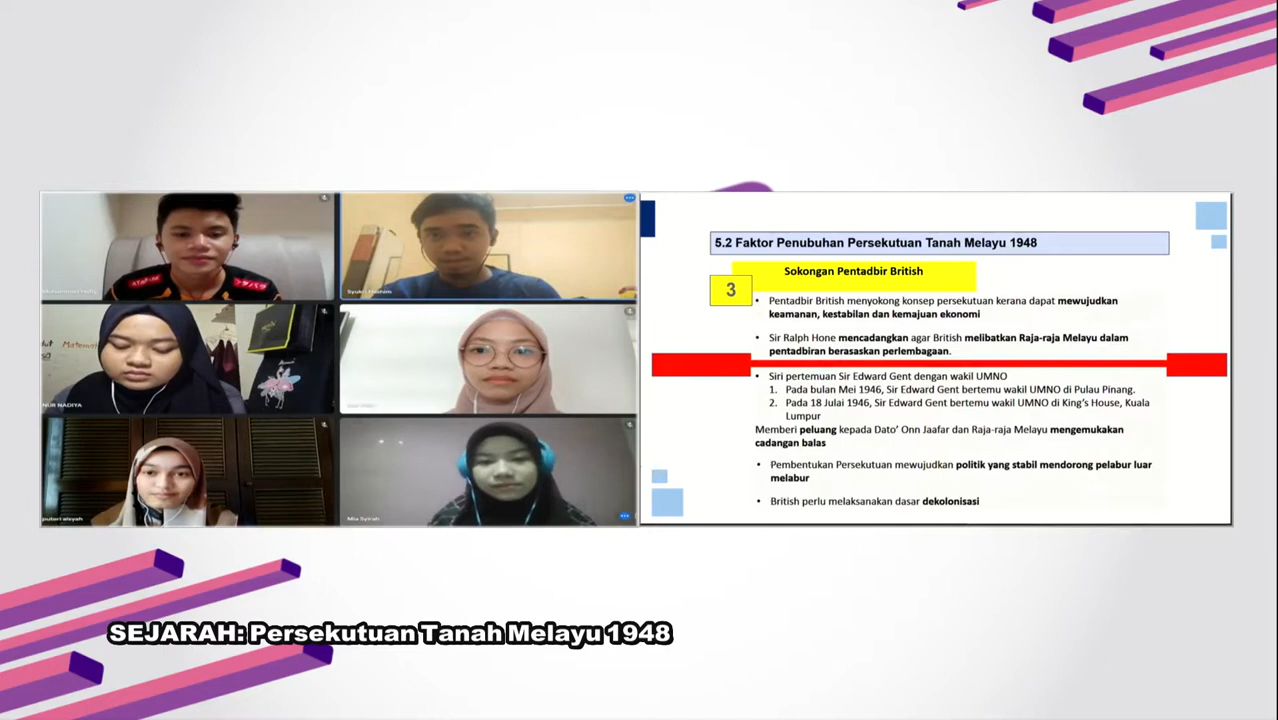 5.2 Faktor Penubuhan Persekutuan Tanah Melayu 1948
Sokongan Pentadbir British
3
• Pentadbir British menyokong konsep persekutuan kerana dapat mewujudkan
keamanan, kestabilan dan kemajuan ekonomi
• Sir Ralph Hone mencadangkan agar British melibatkan Raja-raja Melayu dalam
pentadbiran berasaskan perlembagaan.
• Siri pertemuan Sir Edward Gent dengan wakil UMNO
1. Pada bulan Mei 1946, Sir Edward Gent bertemu wakil UMNO di Pulau Pinang.
2. Pada 18 Julai 1946, Sir Edward Gent bertemu wakil UMNO di King's House, Kuala
Lumpur
Memberi peluang kepada Dato' Onn Jaafar dan Raja-raja Melayu mengemukakan
cadangan balas
• Pembentukan Persekutuan mewujudkan politik yang stabil mendorong pelabur luar
melabur
• British perlu melaksanakan dasar dekolonisasi
NUR NADIYA
Mia Syirah
SEJARAH: Persekutuan Tanah Melayu 1948